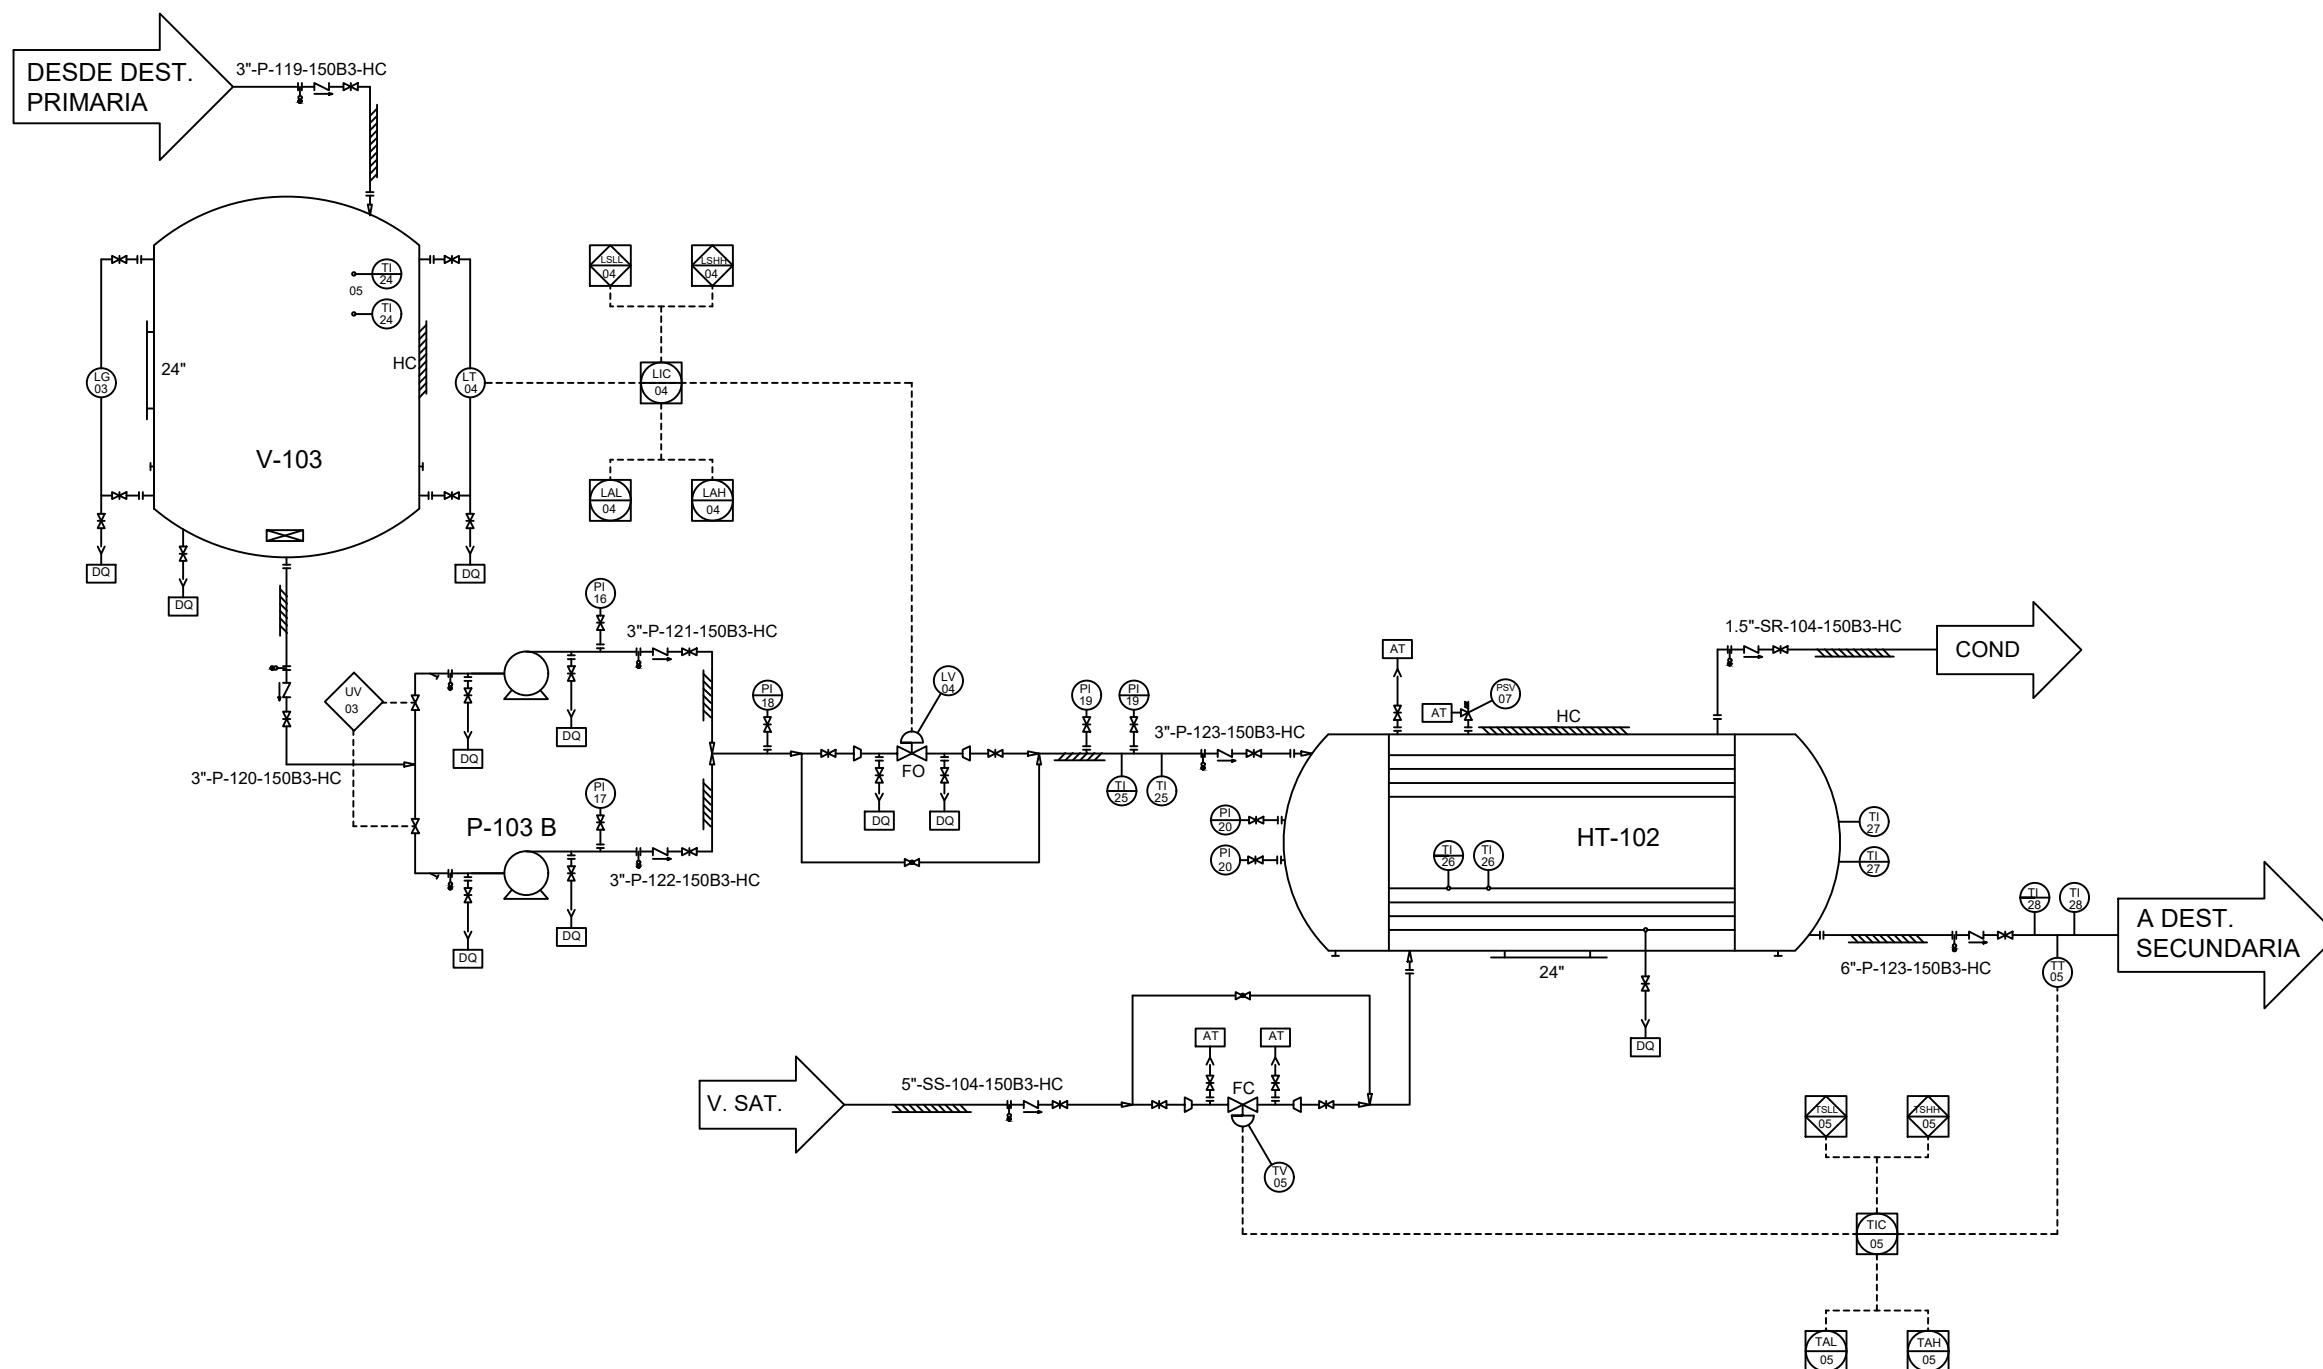 DESDE DEST.
PRIMARIA
3"-P-119-150B3-HC
TI
24
05
TI
24
LSLL
04
LSHH
04
LG
03
24"
HC
LT
04
LIC
04
V-103
LAL
04
LAH
04
DQ
DQ
DQ
PI
16
3"-P-121-150B3-HC
UV
03
DQ
DQ
3"-P-120-150B3-HC
PI
17
P-103 B
3"-P-122-150B3-HC
DQ
DQ
PI
18
LV
04
FO
DQ
DQ
PI
19
PI
19
3"-P-123-150B3-HC
TI
25
TI
25
AT
AT
PSV
07
HC
1.5"-SR-104-150B3-HC
COND
PI
20
PI
20
HT-102
TI
26
TI
26
TI
27
TI
27
TI
28
TI
28
A DEST.
SECUNDARIA
6"-P-123-150B3-HC
TT
05
24"
DQ
AT
AT
V. SAT.
5"-SS-104-150B3-HC
FC
TV
05
TSLL
05
TSHH
05
TIC
05
TAL
05
TAH
05